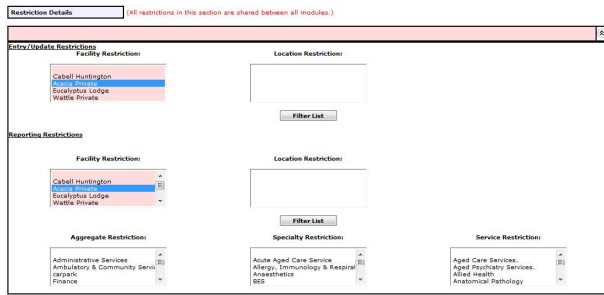 Restriction Details (All restrictions in this section are shared between all modules.)
Entry/Update Restrictions
Facility Restriction: Location Restriction:
Cabell Huntington
Acacia Private
Eucalyptus Lodge
Wattle Private
Filter List
Reporting Restrictions
Facility Restriction: Location Restriction:
Cabell Huntington
Acacia Private
Eucalyptus Lodge
Wattle Private
Filter List
Aggregate Restriction: Specialty Restriction: Service Restriction:
Administrative Services Acute Aged Care Service Aged Care Services.
Ambulatory & Community Servi Allergy, Immunology & Respirat Aged Psychiatry Services.
carpark Anaesthetics Allied Health
Finance BES Anatomical Pathology